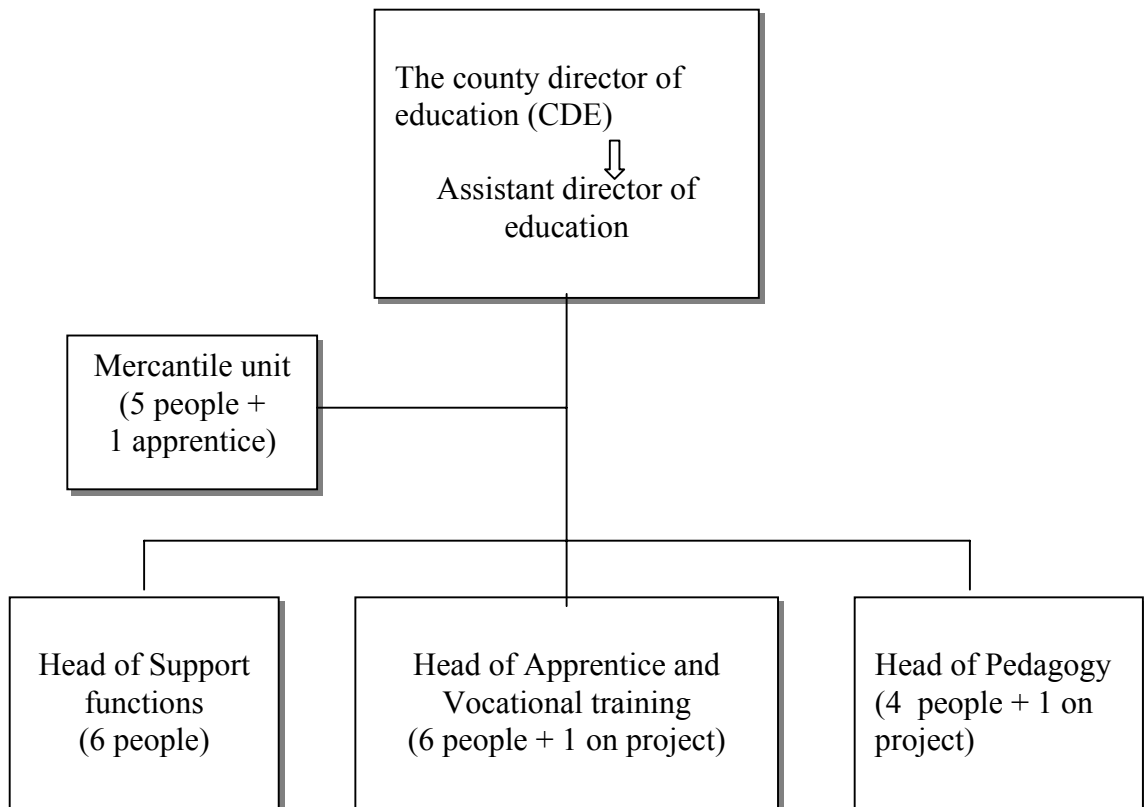 The county director of
education (CDE)
Assistant director of
education
Mercantile unit
(5 people +
1 apprentice)
Head of Support
functions
(6 people)
Head of Apprentice and
Vocational training
(6 people + 1 on project)
Head of Pedagogy
(4  people + 1 on
project)